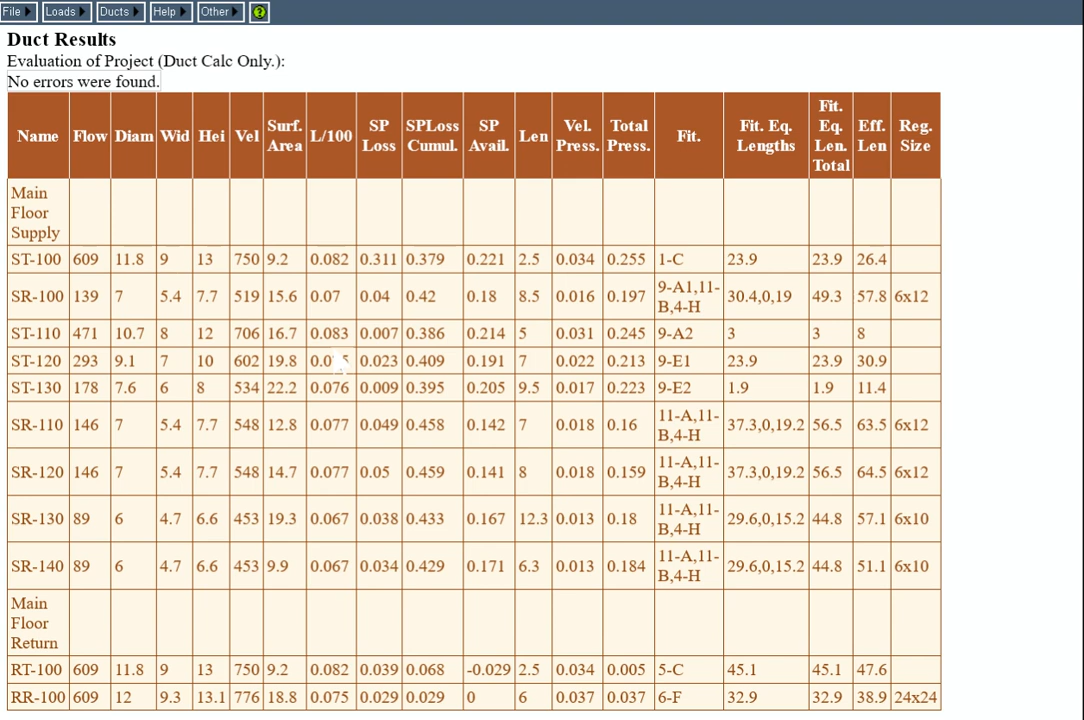 File Loads Ducts Help Other ?
Duct Results
Evaluation of Project (Duct Calc Only.):
No errors were found.
Name Flow Diam Wid Hei Vel Surf. Area L/100 SP Loss SPLoss Cumul. SP Avail. Len Vel. Press. Total Press. Fit. Fit. Eq. Lengths Fit. Eq. Len. Total Eff. Len Reg. Size
Main Floor Supply
ST-100 609 11.8 9 13 750 9.2 0.082 0.311 0.379 0.221 2.5 0.034 0.255 1-C 23.9 23.9 26.4
SR-100 139 7 5.4 7.7 519 15.6 0.07 0.04 0.42 0.18 8.5 0.016 0.197 9-A1,11-B,4-H 30.4,0,19 49.3 57.8 6x12
ST-110 471 10.7 8 12 706 16.7 0.083 0.007 0.386 0.214 5 0.031 0.245 9-A2 3 3 8
ST-120 293 9.1 7 10 602 19.8 0.023 0.409 0.191 7 0.022 0.213 9-E1 23.9 23.9 30.9
ST-130 178 7.6 6 8 534 22.2 0.076 0.009 0.395 0.205 9.5 0.017 0.223 9-E2 1.9 1.9 11.4
SR-110 146 7 5.4 7.7 548 12.8 0.077 0.049 0.458 0.142 7 0.018 0.16 11-A,11-B,4-H 37.3,0,19.2 56.5 63.5 6x12
SR-120 146 7 5.4 7.7 548 14.7 0.077 0.05 0.459 0.141 8 0.018 0.159 11-A,11-B,4-H 37.3,0,19.2 56.5 64.5 6x12
SR-130 89 6 4.7 6.6 453 19.3 0.067 0.038 0.433 0.167 12.3 0.013 0.18 11-A,11-B,4-H 29.6,0,15.2 44.8 57.1 6x10
SR-140 89 6 4.7 6.6 453 9.9 0.067 0.034 0.429 0.171 6.3 0.013 0.184 11-A,11-B,4-H 29.6,0,15.2 44.8 51.1 6x10
Main Floor Return
RT-100 609 11.8 9 13 750 9.2 0.082 0.039 0.068 -0.029 2.5 0.034 0.005 5-C 45.1 45.1 47.6
RR-100 609 12 9.3 13.1 776 18.8 0.075 0.029 0.029 0 6 0.037 0.037 6-F 32.9 32.9 38.9 24x24